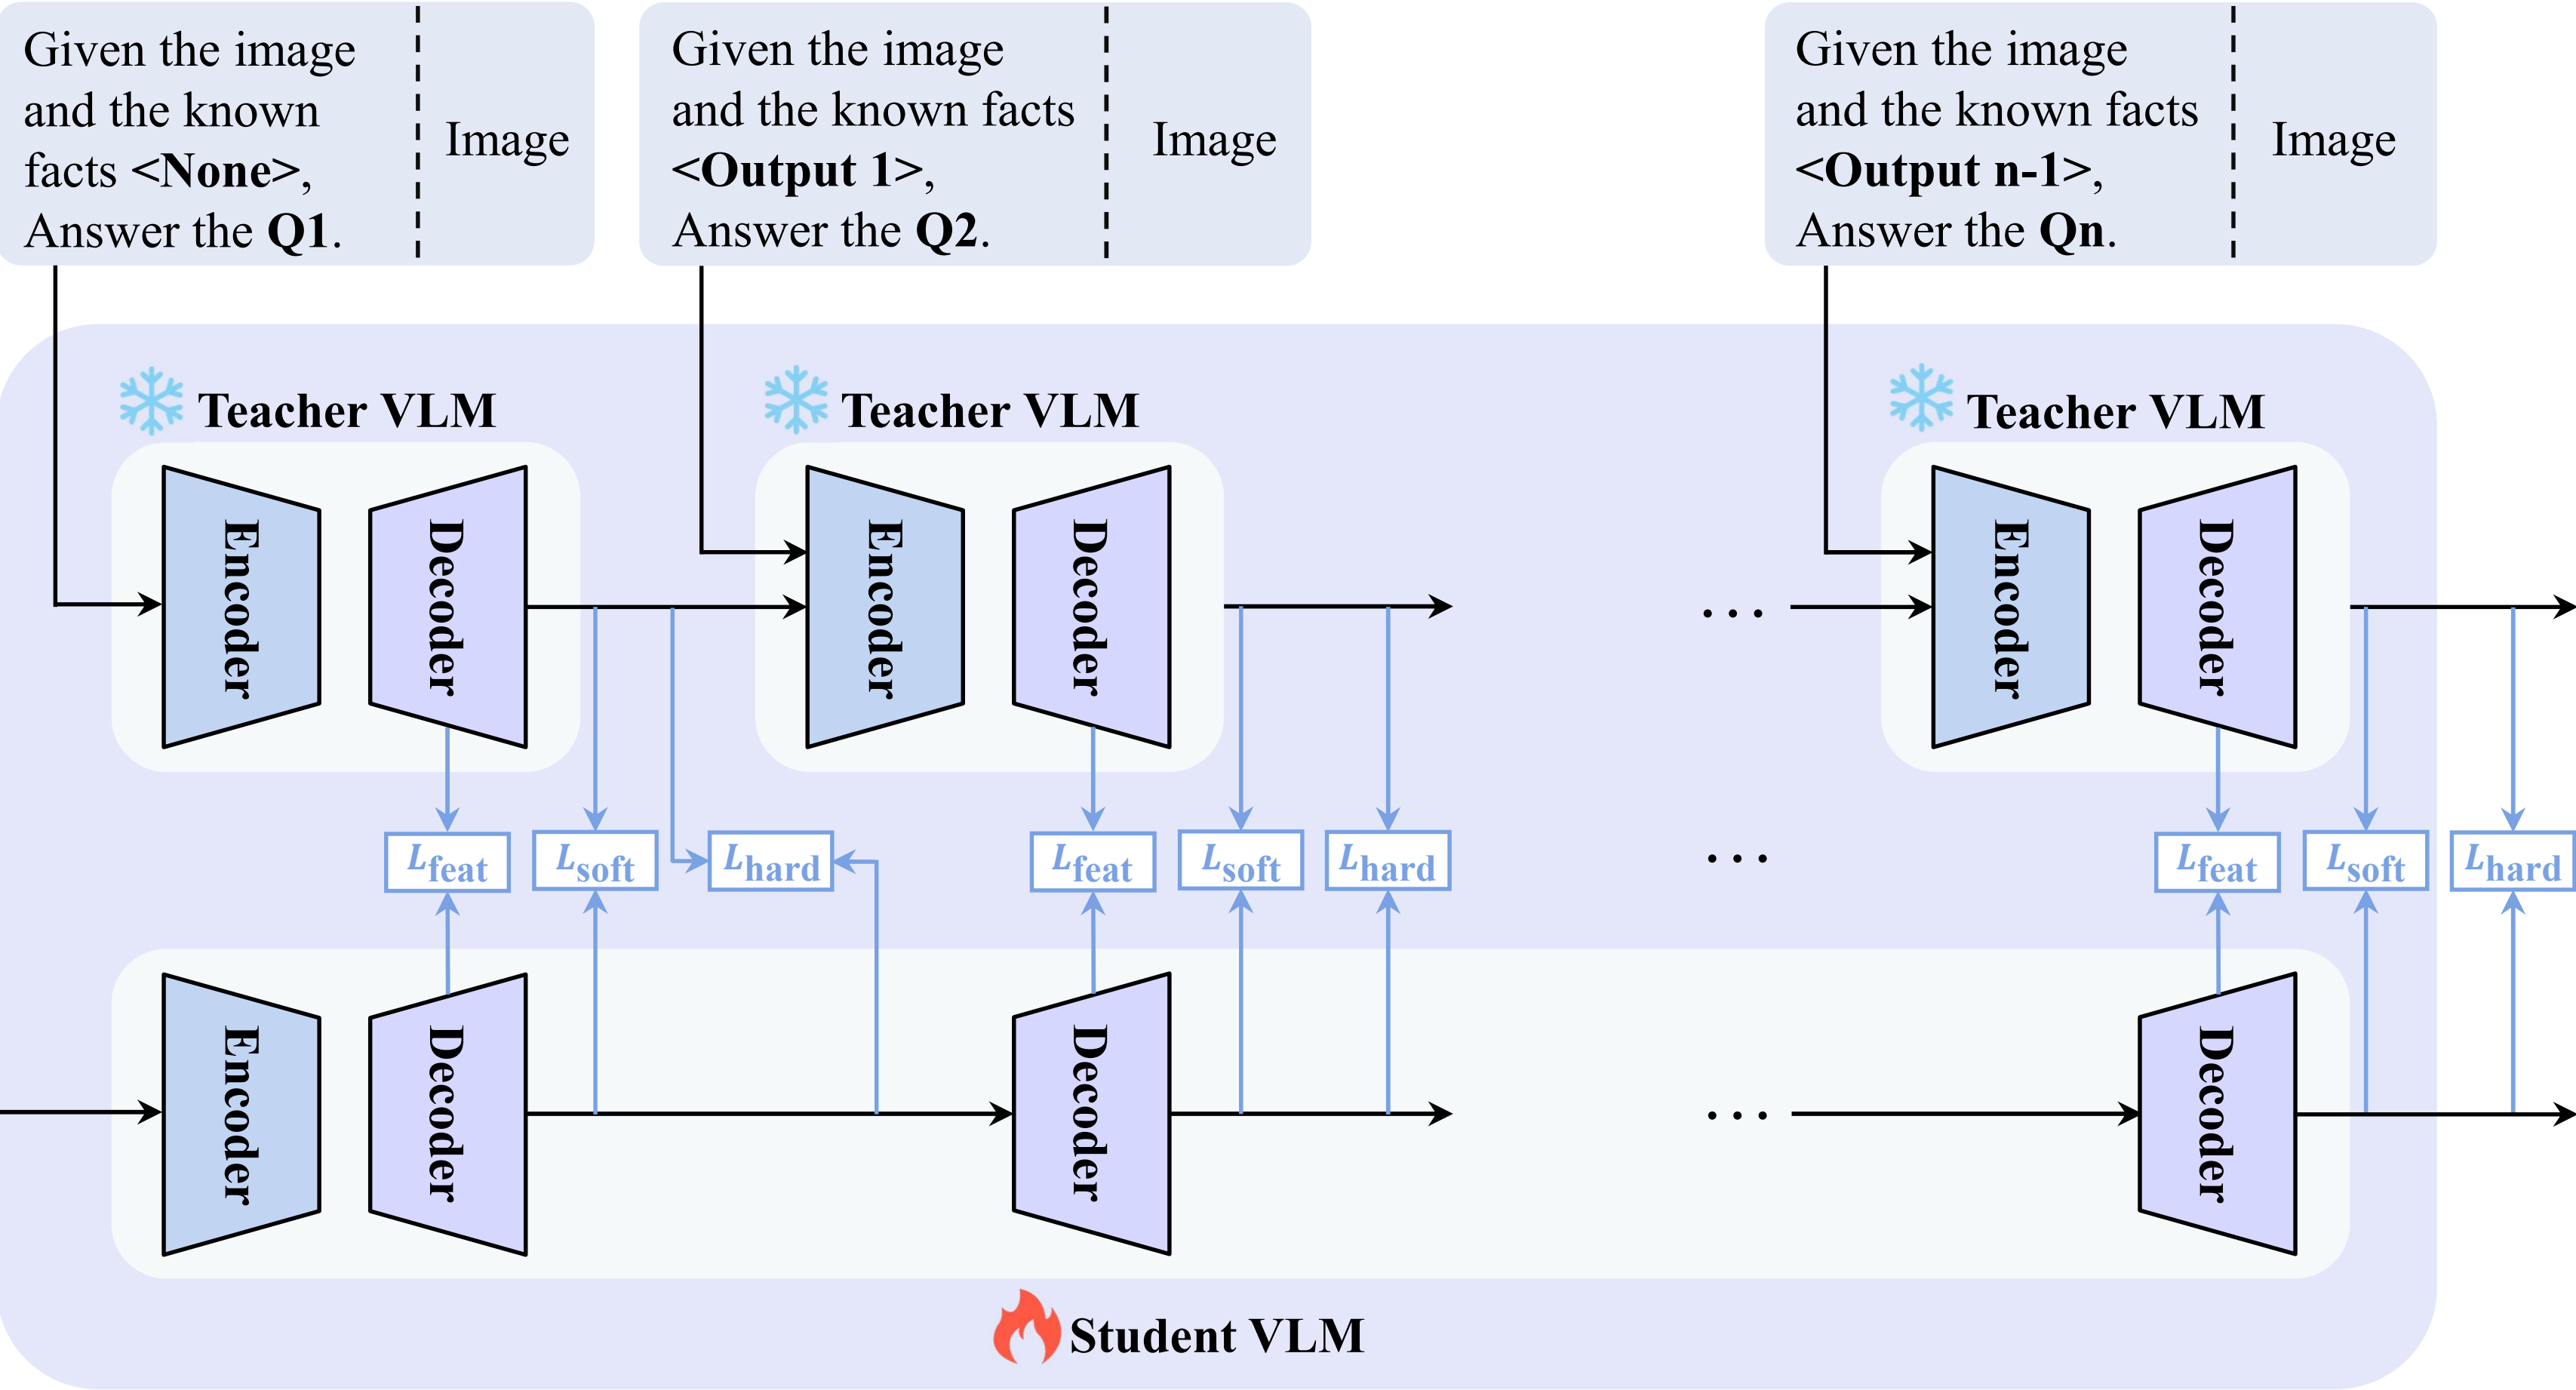 Given the image
and the known
facts <None>,
Answer the Q1.
Image
Given the image
and the known facts
<Output 1>,
Answer the Q2.
Image
Given the image
and the known facts
<Output n-1>,
Answer the Qn.
Image
Teacher VLM
Teacher VLM
Teacher VLM
Encoder
Decoder
Encoder
Decoder
...
Encoder
Decoder
Lfeat
Lsoft
Lhard
Lfeat
Lsoft
Lhard
...
Lfeat
Lsoft
Lhard
Encoder
Decoder
Decoder
...
Decoder
Student VLM